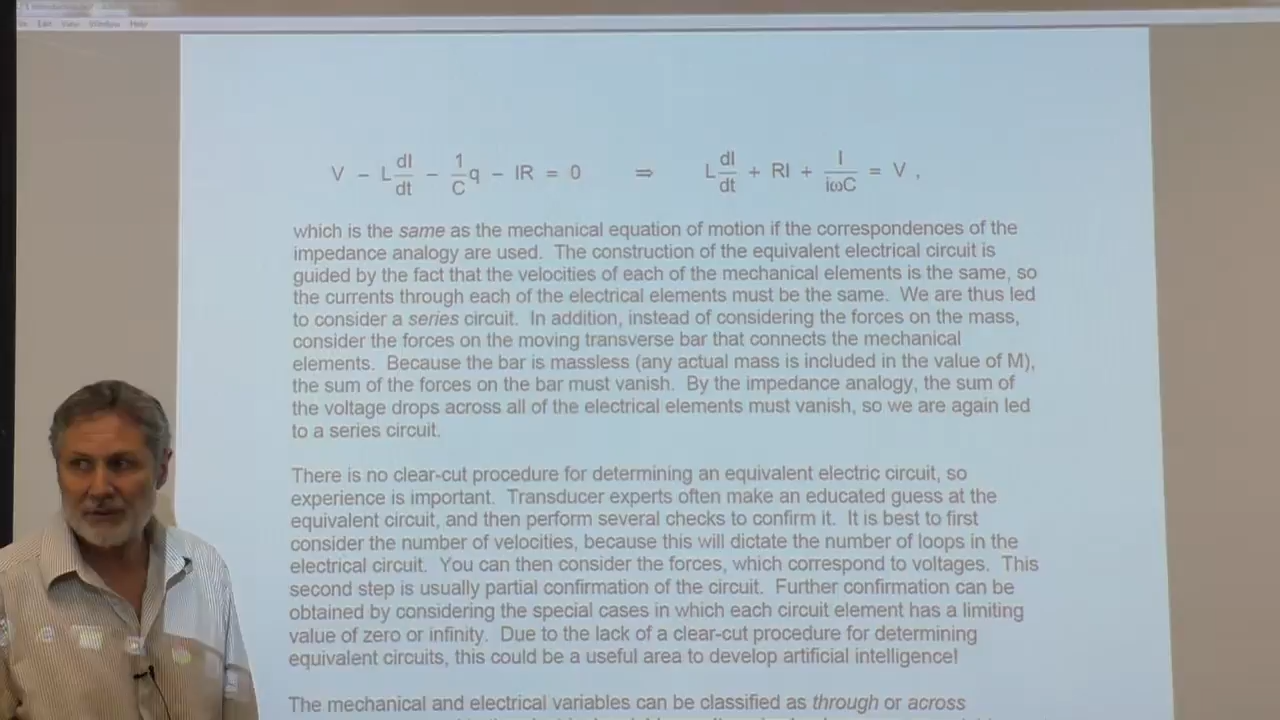 View Window Help
V - L dI/dt - 1/C q - IR = 0 ⇒ L dI/dt + RI + I/iωC = V ,
which is the same as the mechanical equation of motion if the correspondences of the
impedance analogy are used. The construction of the equivalent electrical circuit is
guided by the fact that the velocities of each of the mechanical elements is the same, so
the currents through each of the electrical elements must be the same. We are thus led
to consider a series circuit. In addition, instead of considering the forces on the mass,
consider the forces on the moving transverse bar that connects the mechanical
elements. Because the bar is massless (any actual mass is included in the value of M),
the sum of the forces on the bar must vanish. By the impedance analogy, the sum of
the voltage drops across all of the electrical elements must vanish, so we are again led
to a series circuit.
There is no clear-cut procedure for determining an equivalent electric circuit, so
experience is important. Transducer experts often make an educated guess at the
equivalent circuit, and then perform several checks to confirm it. It is best to first
consider the number of velocities, because this will dictate the number of loops in the
electrical circuit. You can then consider the forces, which correspond to voltages. This
second step is usually partial confirmation of the circuit. Further confirmation can be
obtained by considering the special cases in which each circuit element has a limiting
value of zero or infinity. Due to the lack of a clear-cut procedure for determining
equivalent circuits, this could be a useful area to develop artificial intelligence!
The mechanical and electrical variables can be classified as through or across